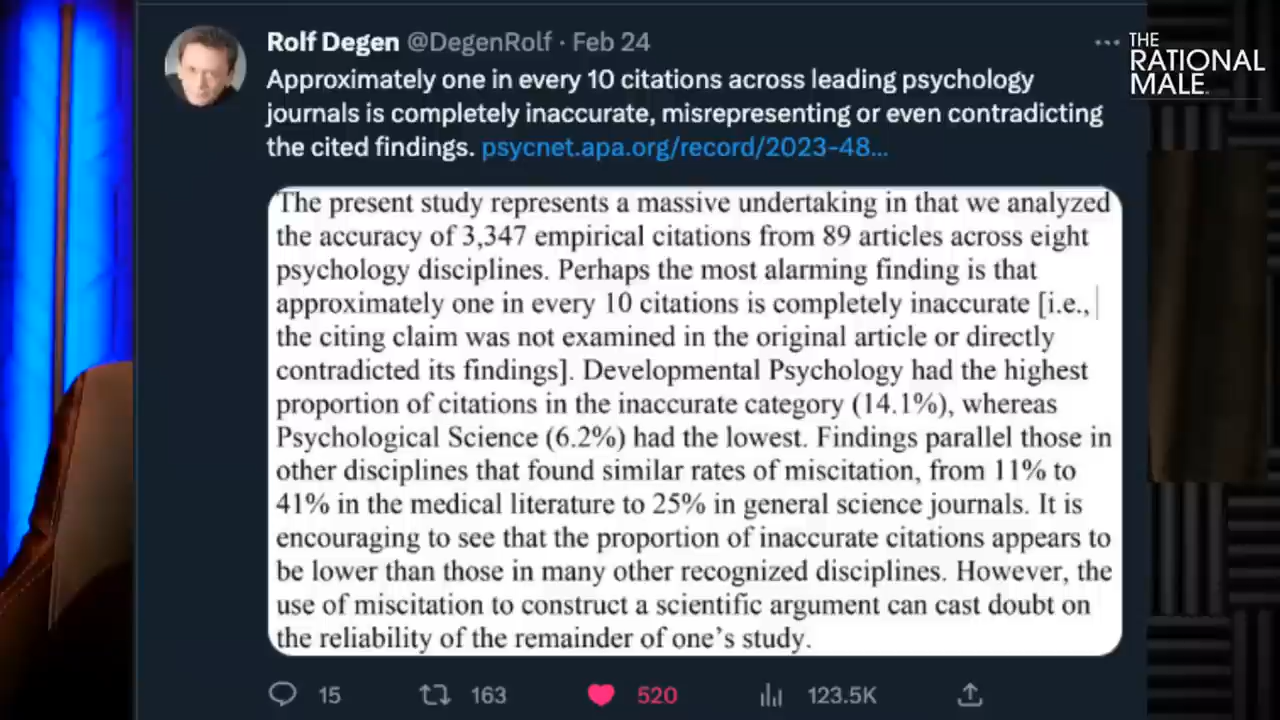 Rolf Degen @DegenRolf · Feb 24
THE
RATIONAL
MALE.
Approximately one in every 10 citations across leading psychology
journals is completely inaccurate, misrepresenting or even contradicting
the cited findings. psycnet.apa.org/record/2023-48...
The present study represents a massive undertaking in that we analyzed
the accuracy of 3,347 empirical citations from 89 articles across eight
psychology disciplines. Perhaps the most alarming finding is that
approximately one in every 10 citations is completely inaccurate [i.e.,
the citing claim was not examined in the original article or directly
contradicted its findings]. Developmental Psychology had the highest
proportion of citations in the inaccurate category (14.1%), whereas
Psychological Science (6.2%) had the lowest. Findings parallel those in
other disciplines that found similar rates of miscitation, from 11% to
41% in the medical literature to 25% in general science journals. It is
encouraging to see that the proportion of inaccurate citations appears to
be lower than those in many other recognized disciplines. However, the
use of miscitation to construct a scientific argument can cast doubt on
the reliability of the remainder of one's study.
15 163 520 123.5K